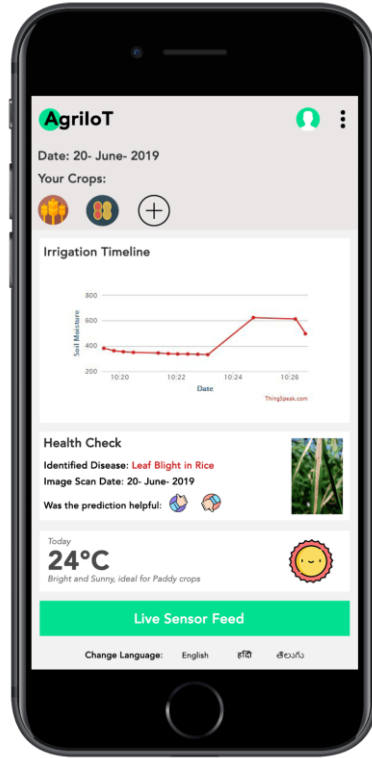 AgriIoT
Date: 20- June- 2019
Your Crops:
Irrigation Timeline
800
600
400
200
Soil Moisture
10:20 10:22 10:24 10:26
Date
ThingSpeak.com
Health Check
Identified Disease: Leaf Blight in Rice
Image Scan Date: 20- June- 2019
Was the prediction helpful:
Today
24°C
Bright and Sunny, ideal for Paddy crops
Live Sensor Feed
Change Language: English हिंदी తెలుగు